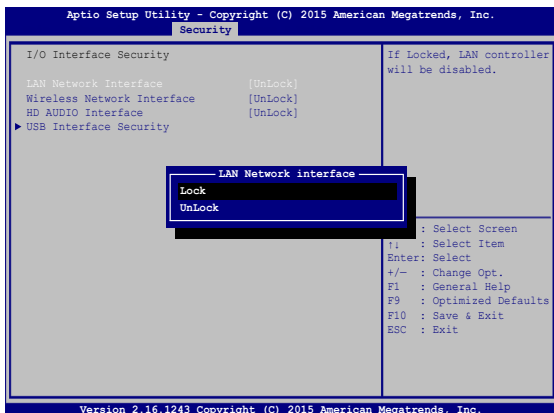 Aptio Setup Utility - Copyright (C) 2015 American Megatrends, Inc.
Security
I/O Interface Security
LAN Network Interface [UnLock]
Wireless Network Interface [UnLock]
HD AUDIO Interface [UnLock]
USB Interface Security
If Locked, LAN controller
will be disabled.
LAN Network interface
Lock
UnLock
: Select Screen
↑↓ : Select Item
Enter: Select
+/— : Change Opt.
F1 : General Help
F9 : Optimized Defaults
F10 : Save & Exit
ESC : Exit
Version 2.16.1243 Copyright (C) 2015 American Megatrends, Inc.